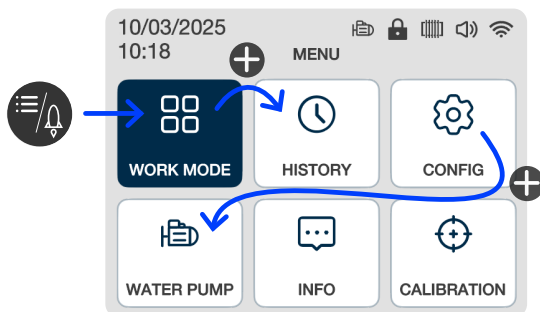 10/03/2025
10:18
MENU
WORK MODE
HISTORY
CONFIG
WATER PUMP
INFO
CALIBRATION